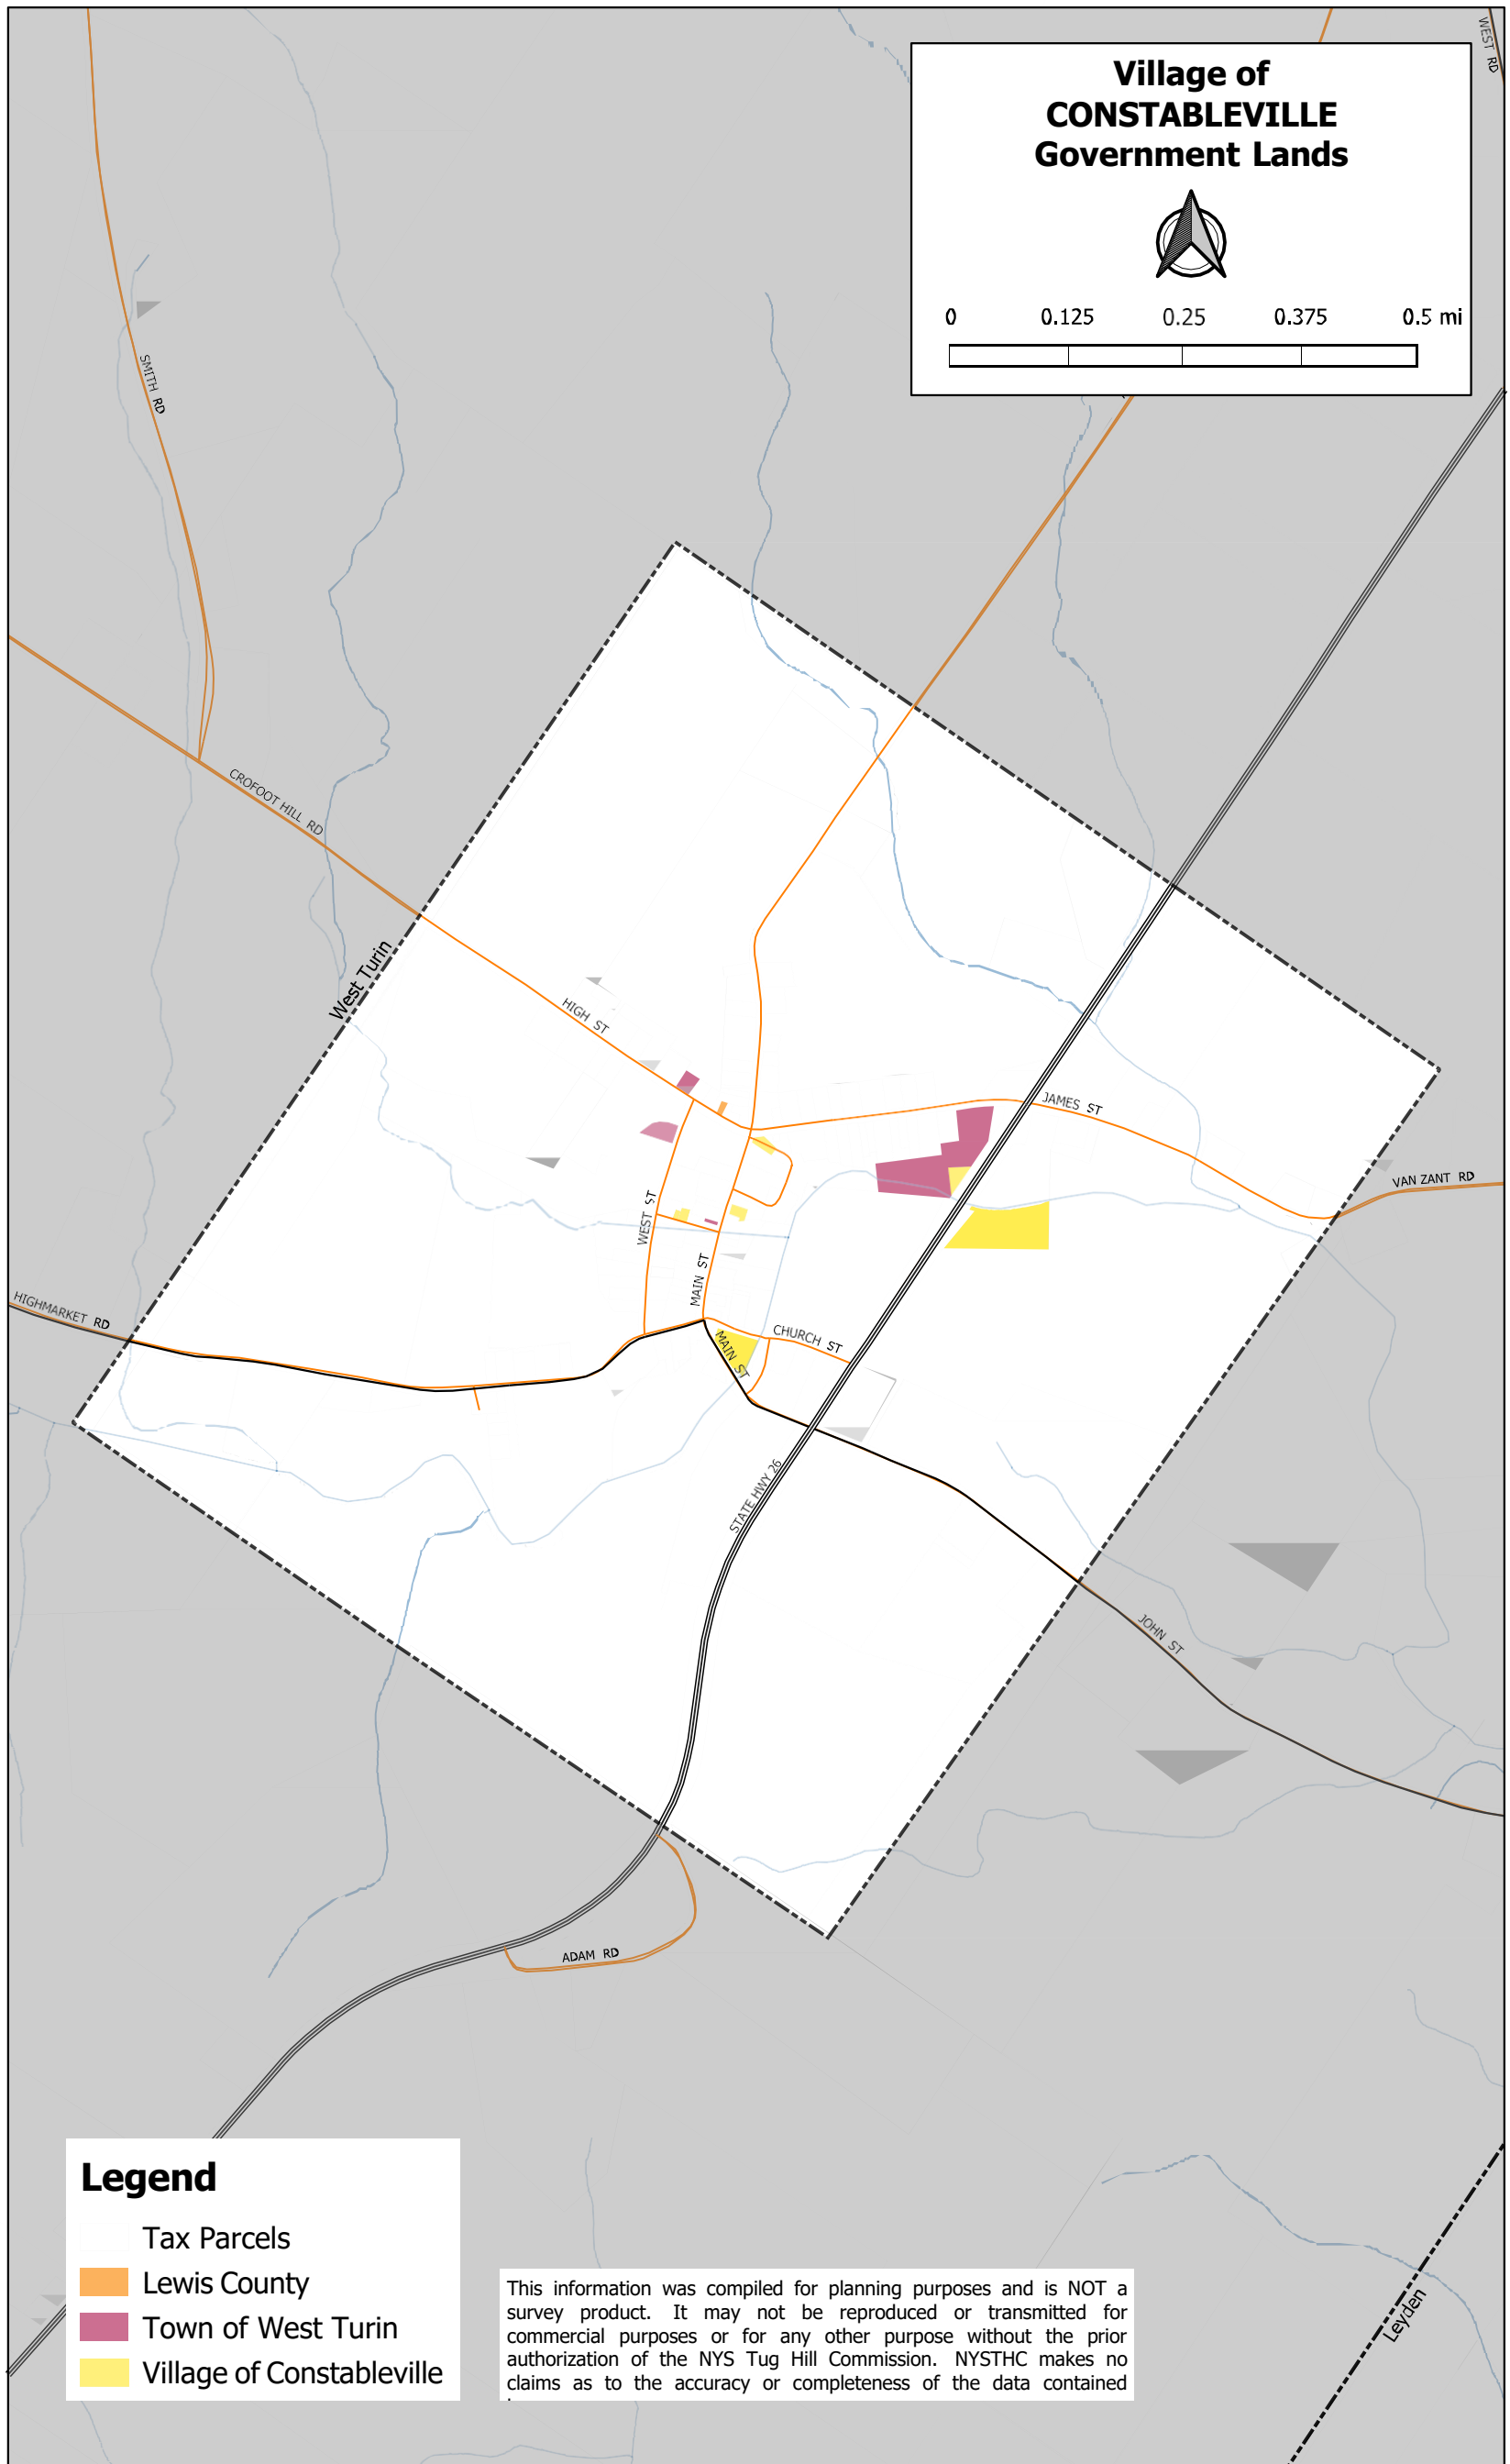 WEST RD
Village of
CONSTABLEVILLE
Government Lands
0 0.125 0.25 0.375 0.5 mi
SMITH RD
CROFOOT HILL RD
West Turin
HIGH ST
JAMES ST
VAN ZANT RD
WEST ST
MAIN ST
HIGHMARKET RD
CHURCH ST
MAIN ST
STATE HWY 26
JOHN ST
ADAM RD
Legend
Tax Parcels
Lewis County
Town of West Turin
Village of Constableville
This information was compiled for planning purposes and is NOT a
survey product. It may not be reproduced or transmitted for
commercial purposes or for any other purpose without the prior
authorization of the NYS Tug Hill Commission. NYSTHC makes no
claims as to the accuracy or completeness of the data contained
Leyden